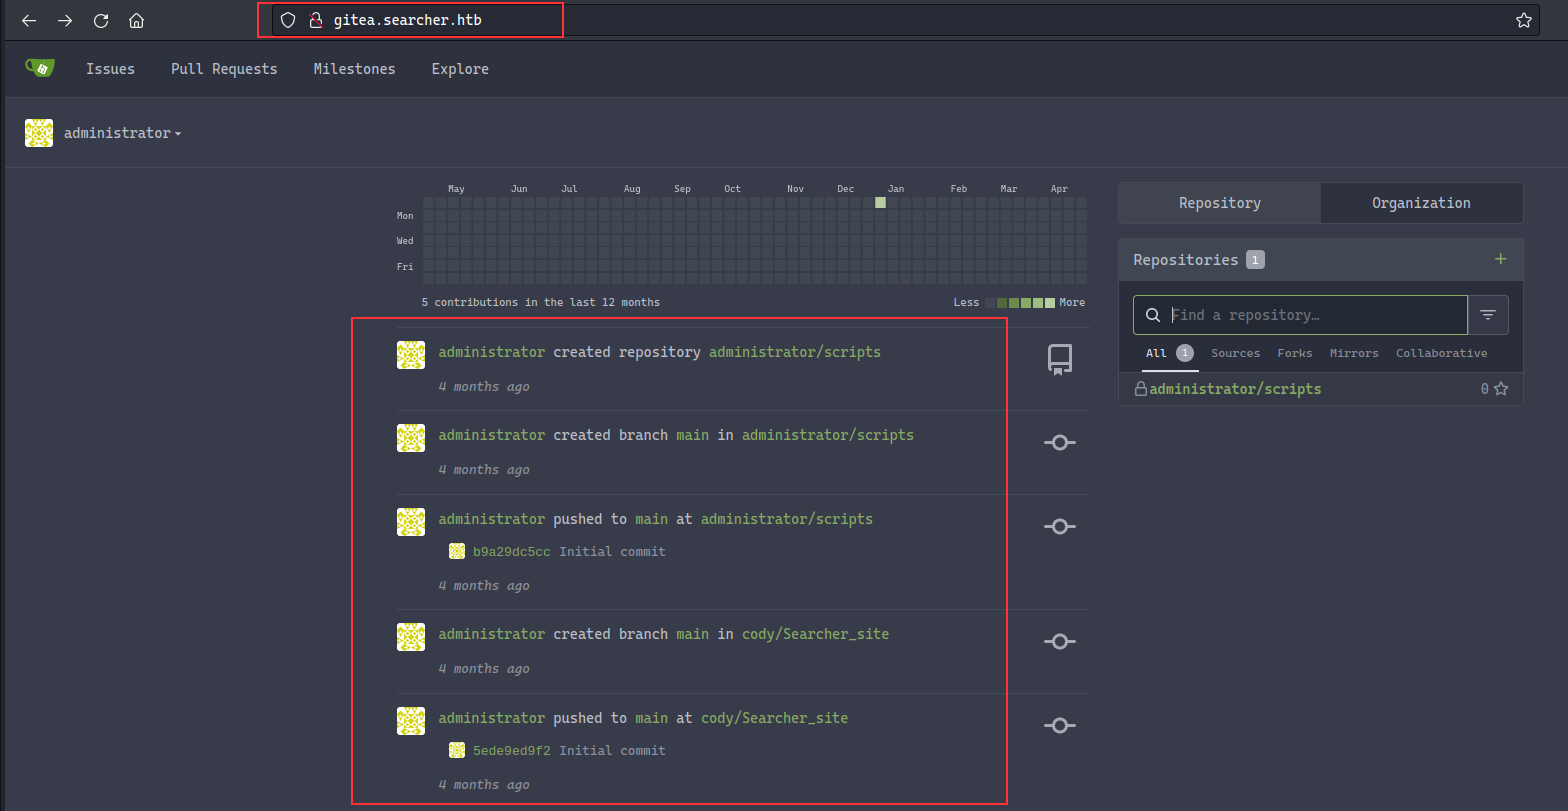 gitea.searcher.htb
Issues Pull Requests Milestones Explore
administrator
May Jun Jul Aug Sep Oct Nov Dec Jan Feb Mar Apr
Mon
Wed
Fri
5 contributions in the last 12 months Less More
administrator created repository administrator/scripts
4 months ago
administrator created branch main in administrator/scripts
4 months ago
administrator pushed to main at administrator/scripts
b9a29dc5cc Initial commit
4 months ago
administrator created branch main in cody/Searcher_site
4 months ago
administrator pushed to main at cody/Searcher_site
5ede9ed9f2 Initial commit
4 months ago
Repository Organization
Repositories 1 +
Find a repository…
All 1 Sources Forks Mirrors Collaborative
administrator/scripts 0